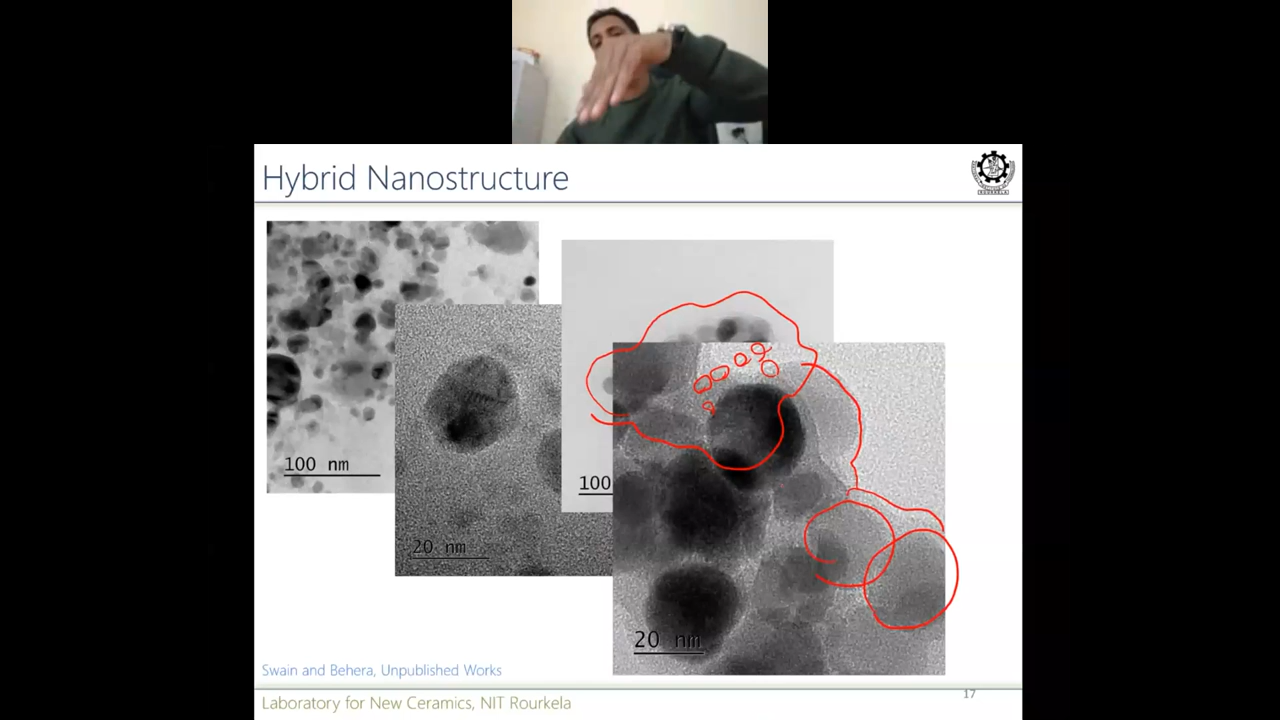 Hybrid Nanostructure
100 nm
20 nm
100
20 nm
Swain and Behera, Unpublished Works
Laboratory for New Ceramics, NIT Rourkela
17